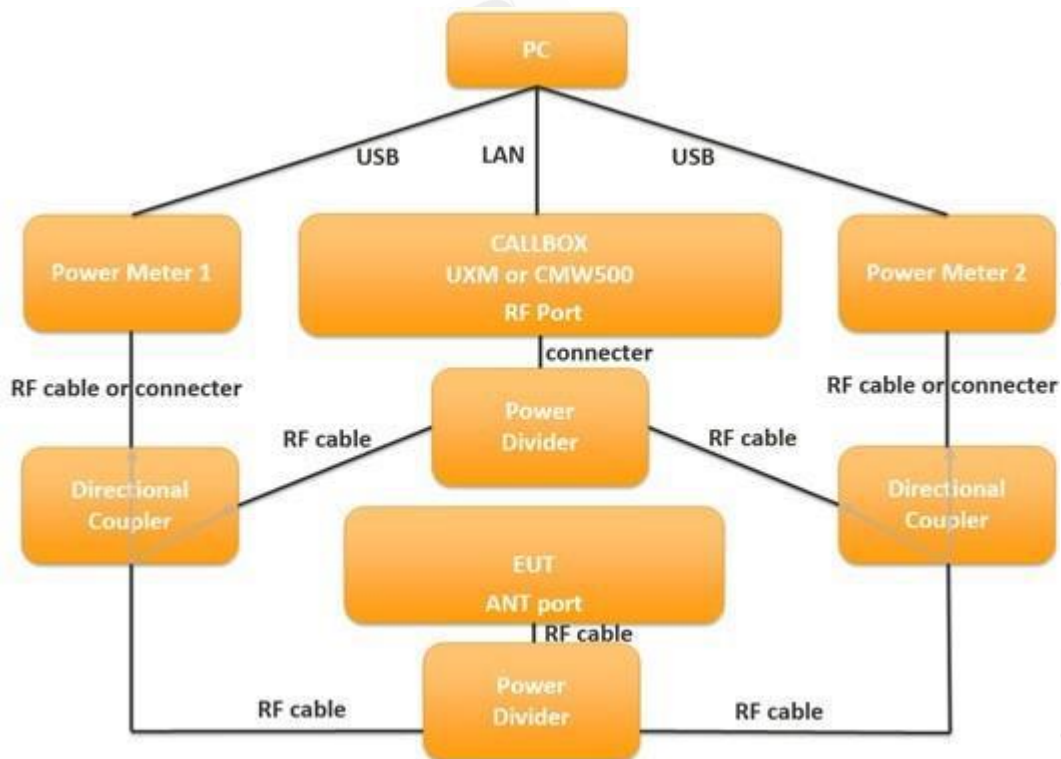 PC
USB
LAN
USB
Power Meter 1
CALLBOX
UXM or CMW500
RF Port
Power Meter 2
connecter
RF cable or connecter
RF cable or connecter
Power
Divider
RF cable
RF cable
Directional
Coupler
Directional
Coupler
EUT
ANT port
RF cable
Power
Divider
RF cable
RF cable